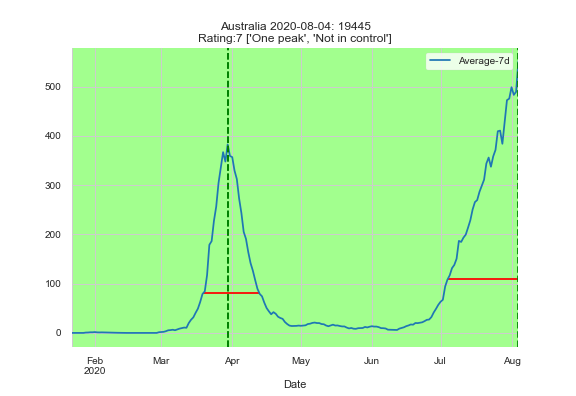 Australia 2020-08-04: 19445
Rating:7 ['One peak', 'Not in control']
Average-7d
500
400
300
200
100
0
Feb Mar Apr May Jun Jul Aug
2020
Date